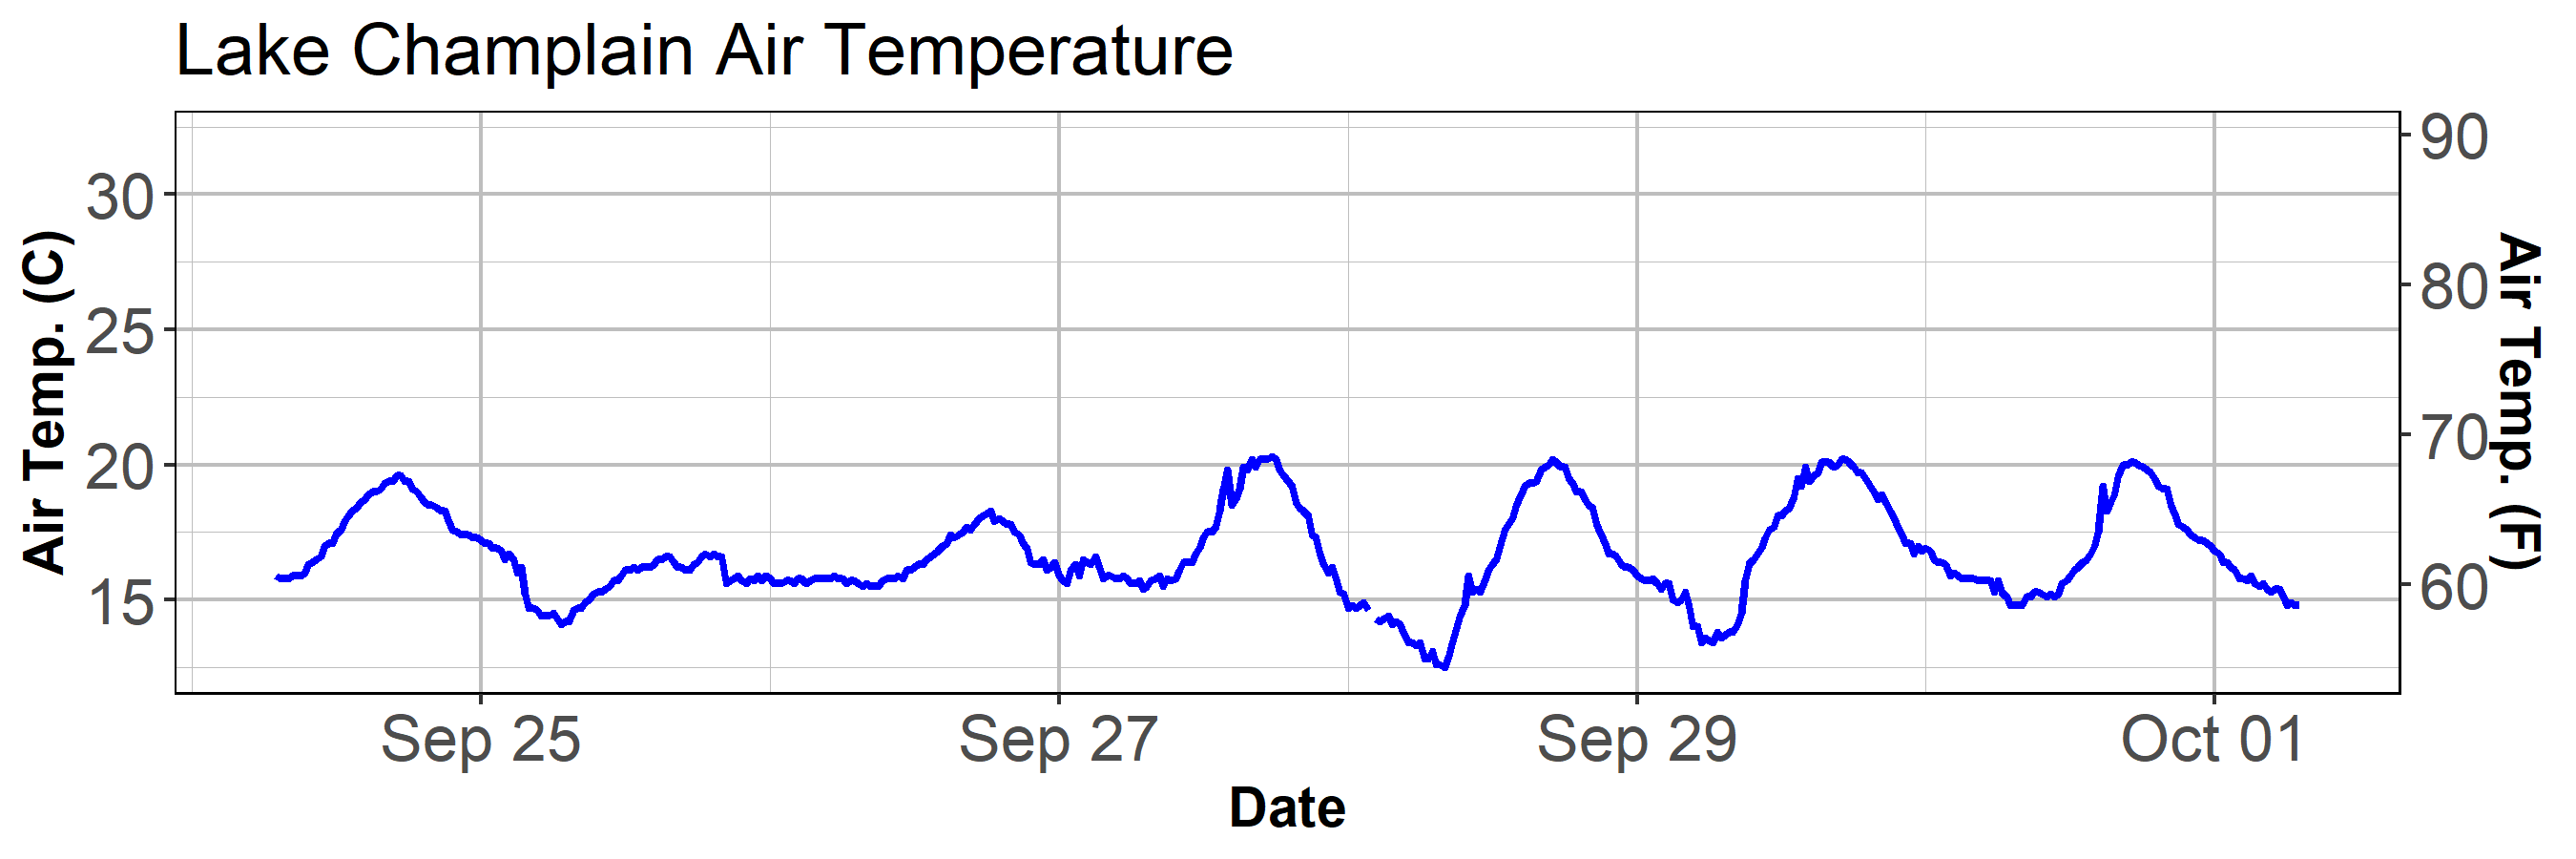 Lake Champlain Air Temperature
Air Temp. (C)
30
25
20
15
90
80
70
60
Air Temp. (F)
Sep 25
Sep 27
Sep 29
Oct 01
Date